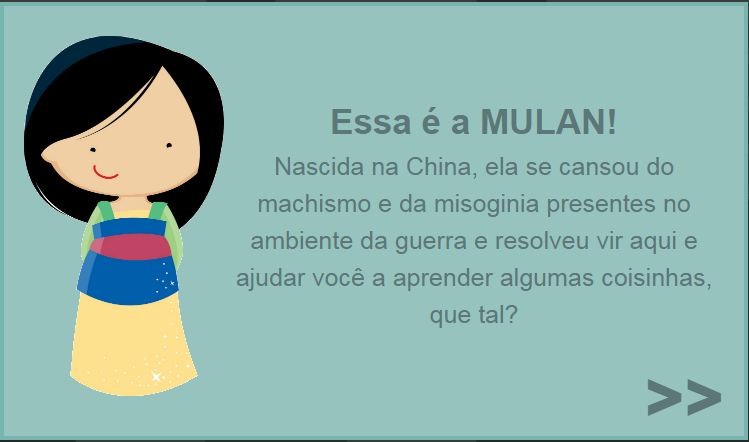 Essa é a MULAN!
Nascida na China, ela se cansou do
machismo e da misoginia presentes no
ambiente da guerra e resolveu vir aqui e
ajudar você a aprender algumas coisinhas,
que tal?
>>